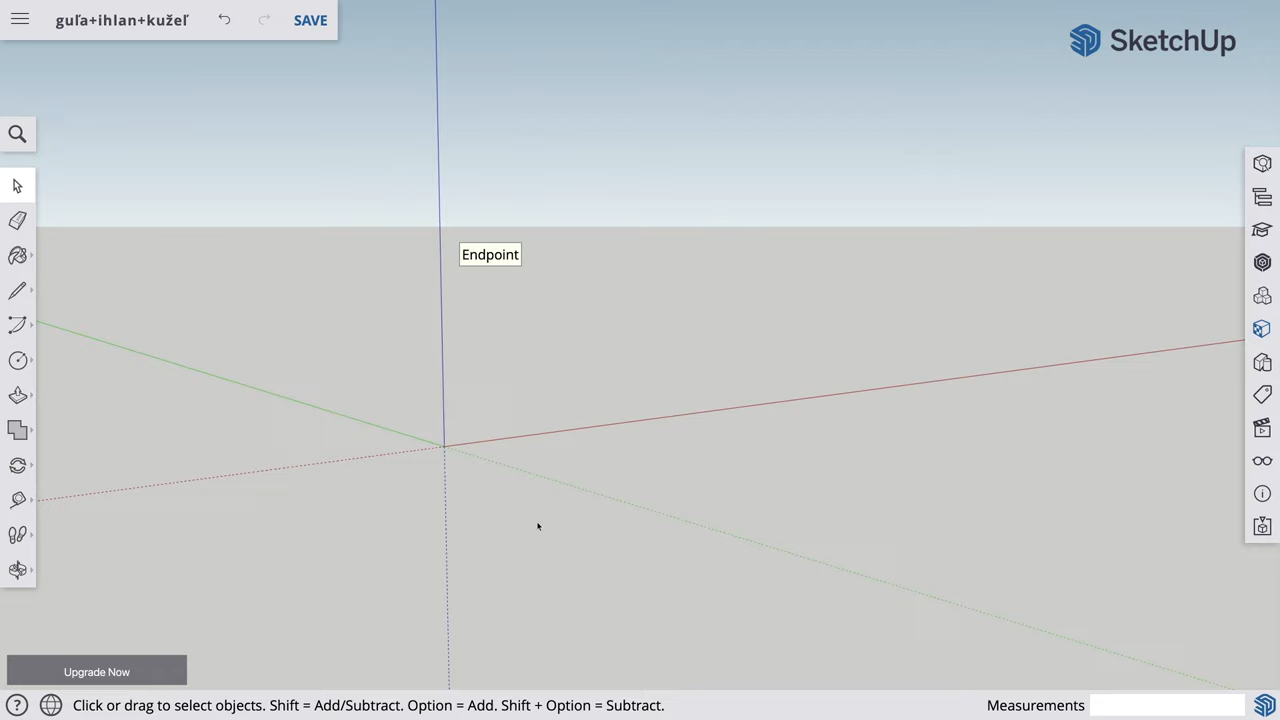 guľa+ihlan+kužeľ
SAVE
SketchUp
Endpoint
Upgrade Now
Click or drag to select objects. Shift = Add/Subtract. Option = Add. Shift + Option = Subtract.
Measurements